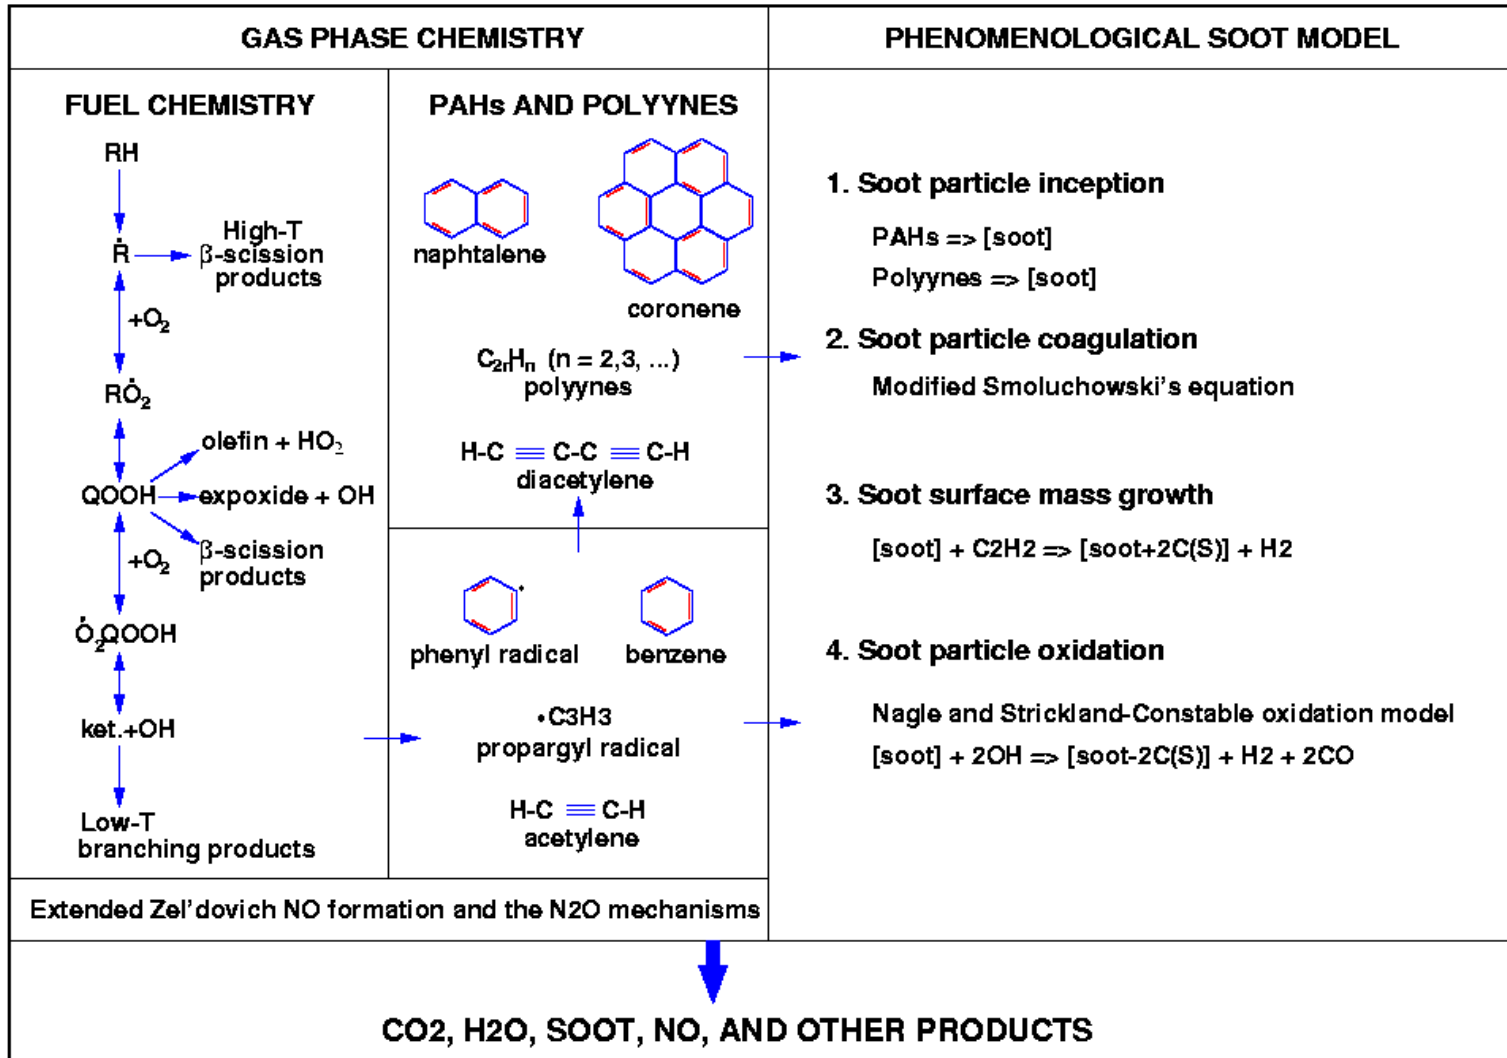 GAS PHASE CHEMISTRY
PHENOMENOLOGICAL SOOT MODEL
FUEL CHEMISTRY
RH
Ṙ
High-T
β-scission
products
+O₂
RȮ₂
olefin + HO₂
QOOH
expoxide + OH
β-scission
products
+O₂
Ȯ₂QOOH
ket.+OH
Low-T
branching products
PAHs AND POLYYNES
naphtalene
coronene
C₂ₙHₙ (n = 2,3, ...)
polyynes
H-C ≡ C-C ≡ C-H
diacetylene
phenyl radical
benzene
•C3H3
propargyl radical
H-C ≡ C-H
acetylene
Extended Zel'dovich NO formation and the N2O mechanisms
1. Soot particle inception
PAHs => [soot]
Polyynes => [soot]
2. Soot particle coagulation
Modified Smoluchowski's equation
3. Soot surface mass growth
[soot] + C2H2 => [soot+2C(S)] + H2
4. Soot particle oxidation
Nagle and Strickland-Constable oxidation model
[soot] + 2OH => [soot-2C(S)] + H2 + 2CO
CO2, H2O, SOOT, NO, AND OTHER PRODUCTS